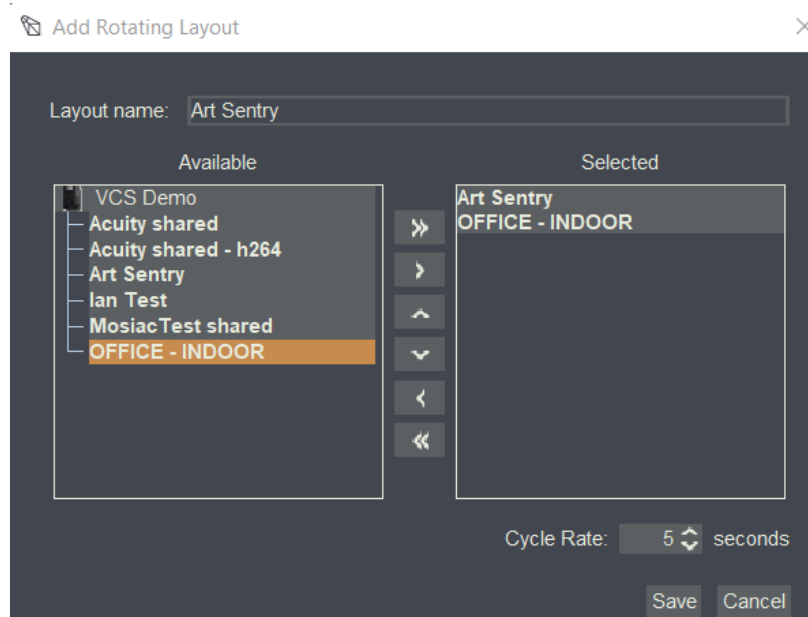 Add Rotating Layout
Layout name: Art Sentry
Available
Selected
VCS Demo
Acuity shared
Acuity shared - h264
Art Sentry
Ian Test
MosiacTest shared
OFFICE - INDOOR
Art Sentry
OFFICE - INDOOR
Cycle Rate: 5 seconds
Save Cancel